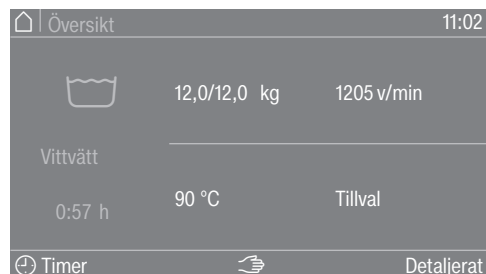 Översikt 11:02
12,0/12,0 kg 1205 v/min
Vittvätt
0:57 h
90 °C Tillval
Timer Detaljerat